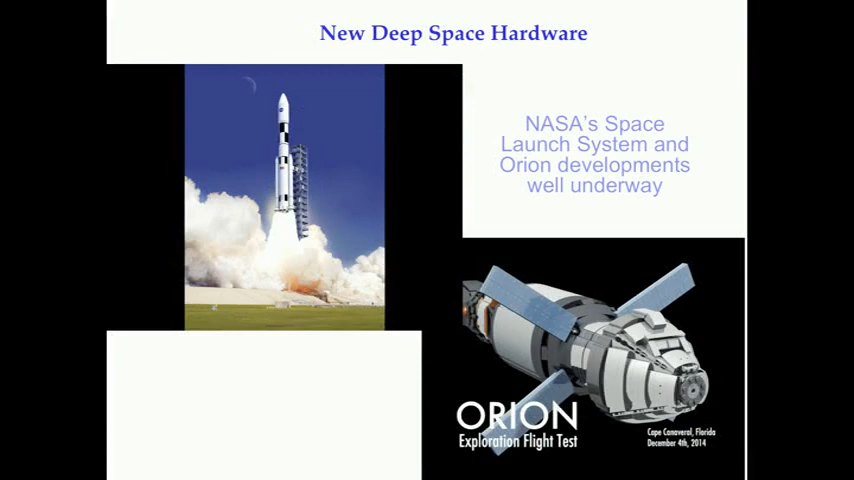 New Deep Space Hardware
NASA's Space
Launch System and
Orion developments
well underway
ORION
Exploration Flight Test
Cape Canaveral, Florida
December 4th, 2014